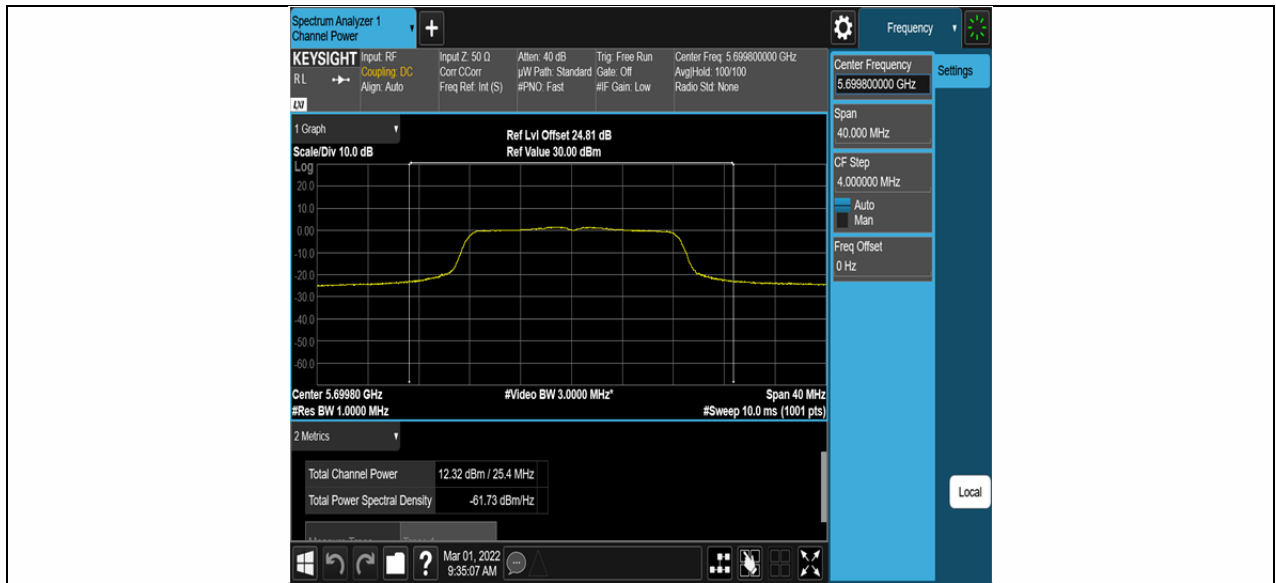 Spectrum Analyzer 1
Channel Power
+
Frequency
KEYSIGHT
RL
LXI
Input: RF
Coupling: DC
Align: Auto
Input Z: 50 Ω
Corr CCorr
Freq Ref: Int (S)
Atten: 40 dB
µW Path: Standard
#PNO: Fast
Trig: Free Run
Gate: Off
#IF Gain: Low
Center Freq: 5.699800000 GHz
Avg|Hold: 100/100
Radio Std: None
Center Frequency
5.699800000 GHz
Settings
Span
40.000 MHz
CF Step
4.000000 MHz
Auto
Man
Freq Offset
0 Hz
Local
1 Graph
Ref Lvl Offset 24.81 dB
Scale/Div 10.0 dB
Ref Value 30.00 dBm
Log
20.0
10.0
0.00
-10.0
-20.0
-30.0
-40.0
-50.0
-60.0
Center 5.69980 GHz
#Video BW 3.0000 MHz*
Span 40 MHz
#Res BW 1.0000 MHz
#Sweep 10.0 ms (1001 pts)
2 Metrics
Total Channel Power 12.32 dBm / 25.4 MHz
Total Power Spectral Density -61.73 dBm/Hz
?
Mar 01, 2022
9:35:07 AM